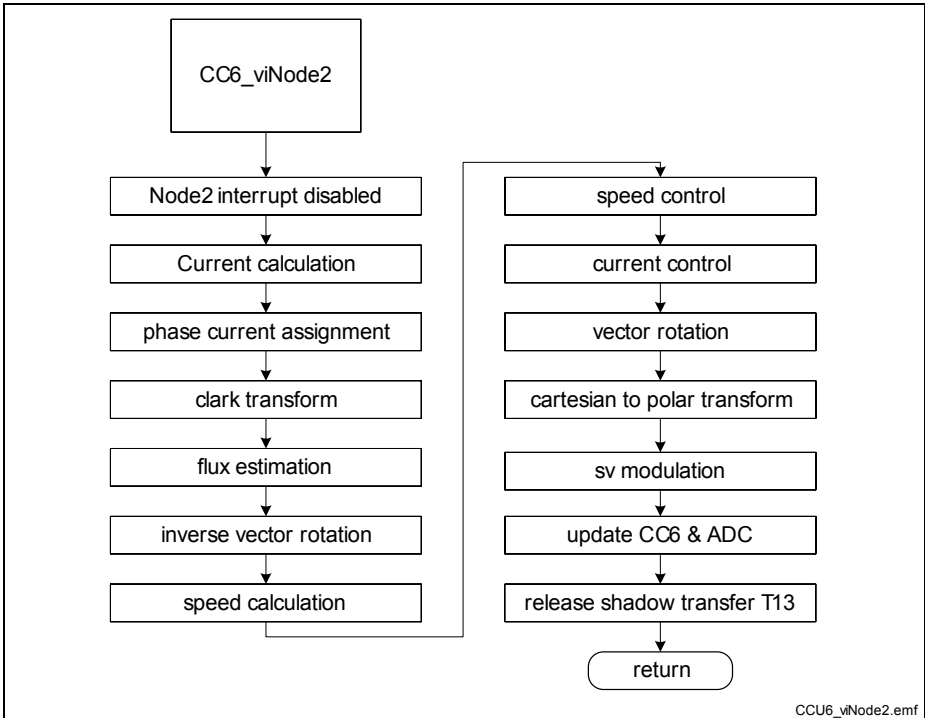 CC6_viNode2
Node2 interrupt disabled
Current calculation
phase current assignment
clark transform
flux estimation
inverse vector rotation
speed calculation
speed control
current control
vector rotation
cartesian to polar transform
sv modulation
update CC6 & ADC
release shadow transfer T13
return
CCU6_viNode2.emf